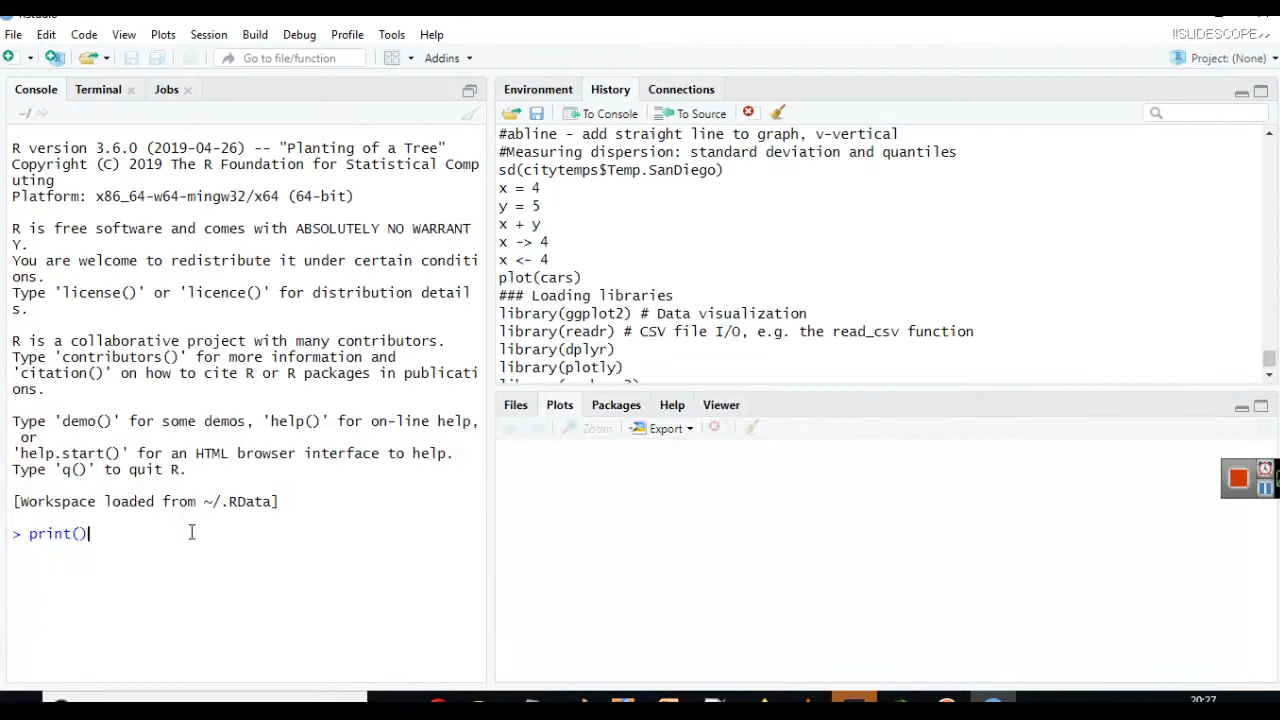 File Edit Code View Plots Session Build Debug Profile Tools Help
SLIDESCOPE
Go to file/function
Addins
Project: (None)
Console Terminal Jobs
~/
R version 3.6.0 (2019-04-26) -- "Planting of a Tree"
Copyright (C) 2019 The R Foundation for Statistical Comp
uting
Platform: x86_64-w64-mingw32/x64 (64-bit)
R is free software and comes with ABSOLUTELY NO WARRANT
Y.
You are welcome to redistribute it under certain conditi
ons.
Type 'license()' or 'licence()' for distribution detail
s.
R is a collaborative project with many contributors.
Type 'contributors()' for more information and
'citation()' on how to cite R or R packages in publicati
ons.
Type 'demo()' for some demos, 'help()' for on-line help,
or
'help.start()' for an HTML browser interface to help.
Type 'q()' to quit R.
[Workspace loaded from ~/.RData]
> print()
Environment History Connections
To Console To Source
#abline - add straight line to graph, v-vertical
#Measuring dispersion: standard deviation and quantiles
sd(citytemps$Temp.SanDiego)
x = 4
y = 5
x + y
x -> 4
x <- 4
plot(cars)
### Loading libraries
library(ggplot2) # Data visualization
library(readr) # CSV file I/O, e.g. the read_csv function
library(dplyr)
library(plotly)
Files Plots Packages Help Viewer
Zoom Export
20:27